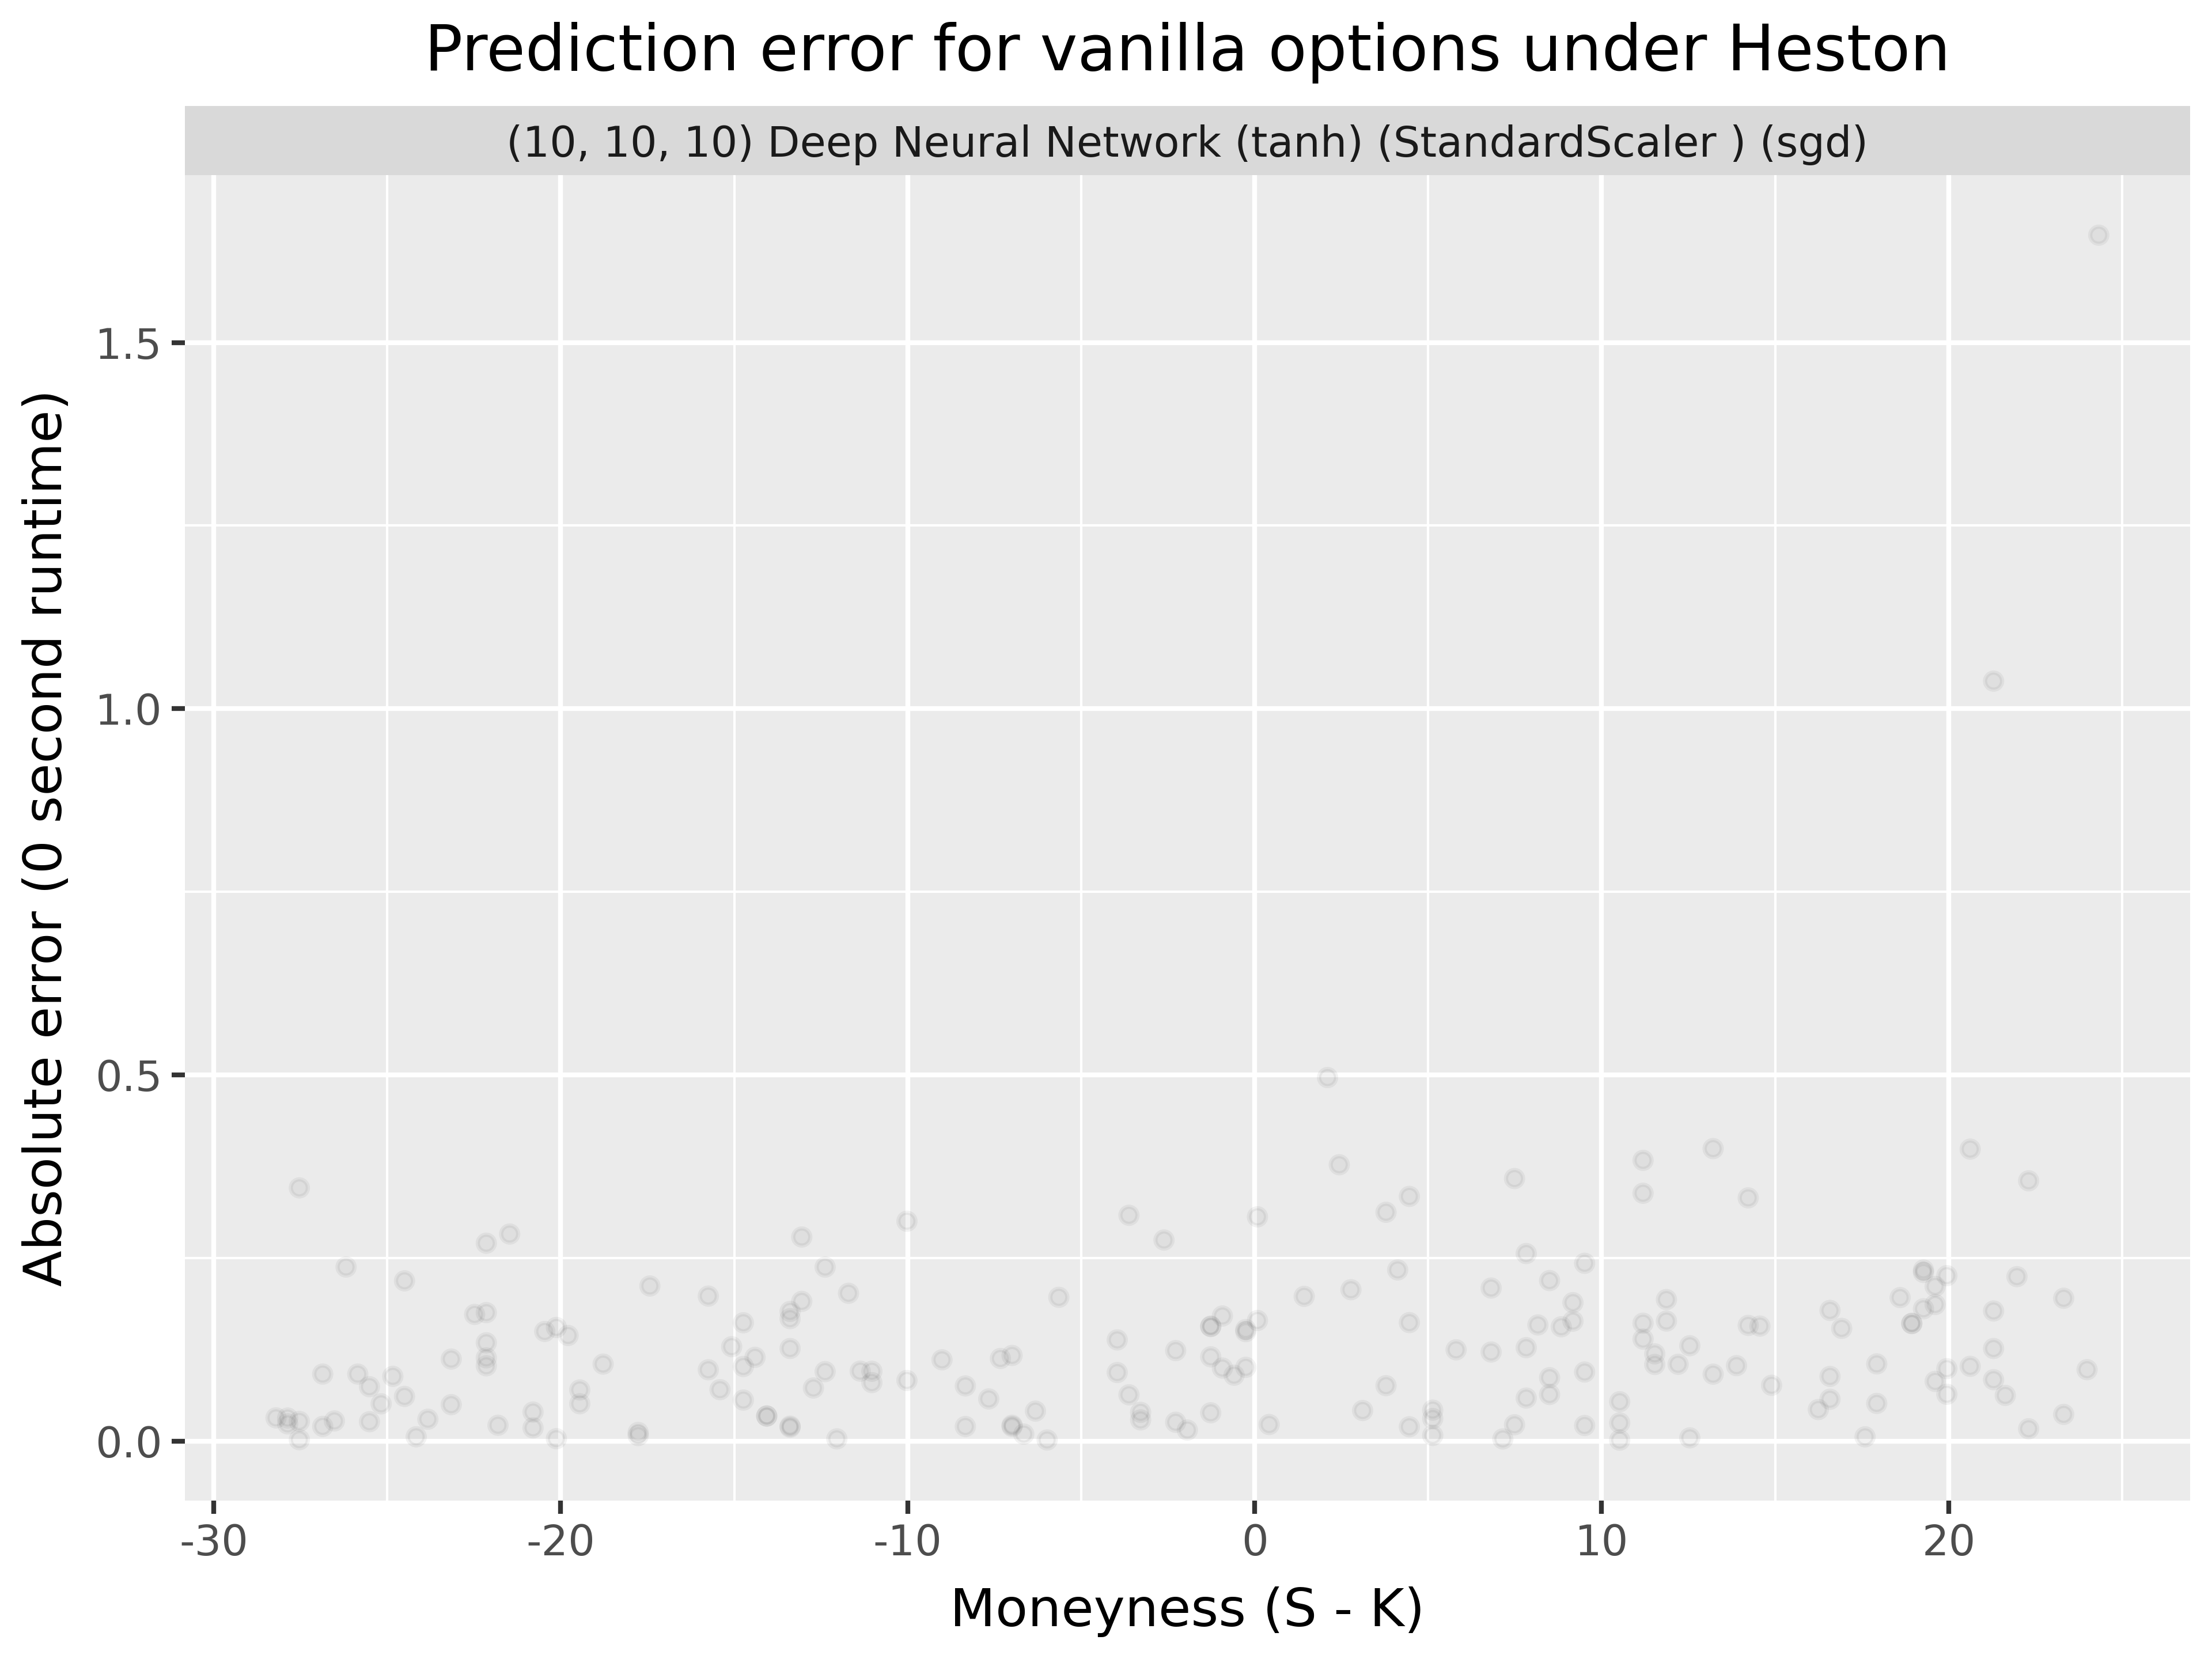 Prediction error for vanilla options under Heston
(10, 10, 10) Deep Neural Network (tanh) (StandardScaler ) (sgd)
Absolute error (0 second runtime)
1.5
1.0
0.5
0.0
-30 -20 -10 0 10 20
Moneyness (S - K)